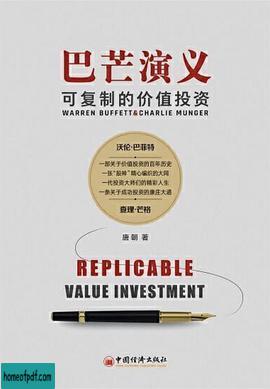 巴芒演义
可复制的价值投资
WARREN BUFFETT&CHARLIE MUNGER
沃伦·巴菲特
一部关于价值投资的百年历史
一张“股神”精心编织的大网
一代投资大师们的精彩人生
一条关于成功投资的康庄大道
查理·芒格
唐朝 著
REPLICABLE
VALUE INVESTMENT
中国经济出版社
homeofpdf.com